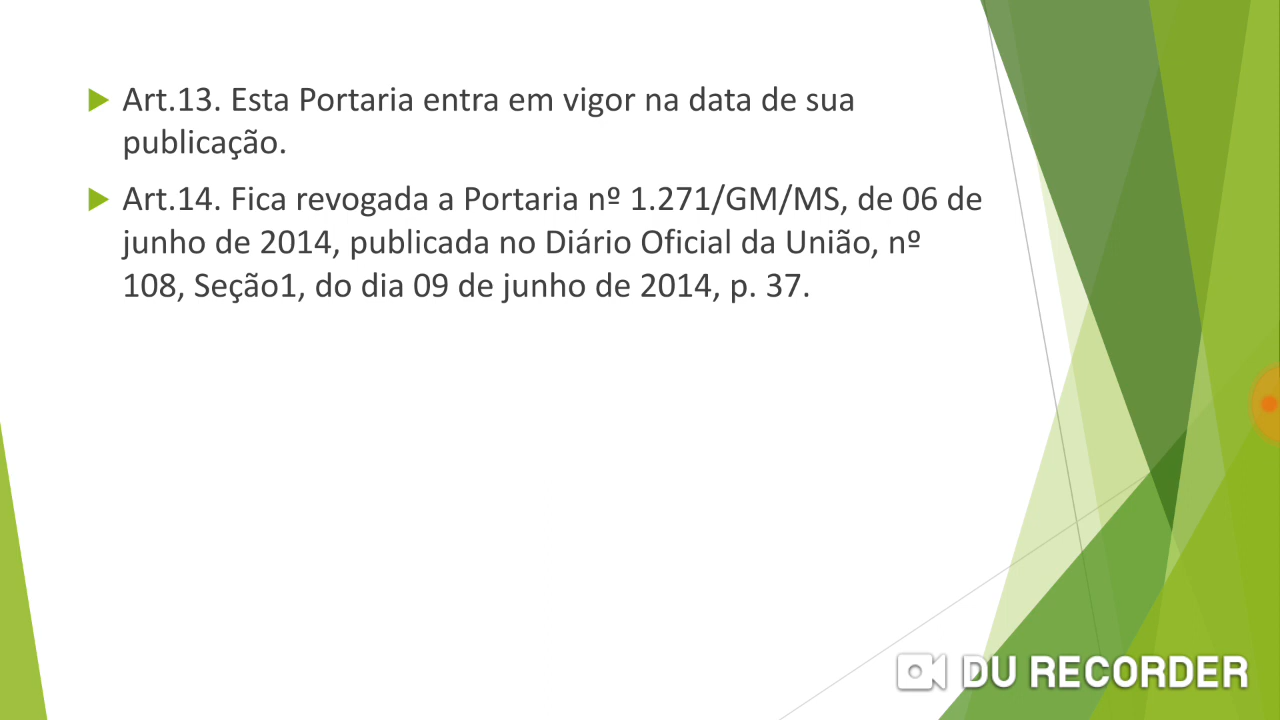 Art.13. Esta Portaria entra em vigor na data de sua
publicação.
Art.14. Fica revogada a Portaria nº 1.271/GM/MS, de 06 de
junho de 2014, publicada no Diário Oficial da União, nº
108, Seção1, do dia 09 de junho de 2014, p. 37.
DU RECORDER